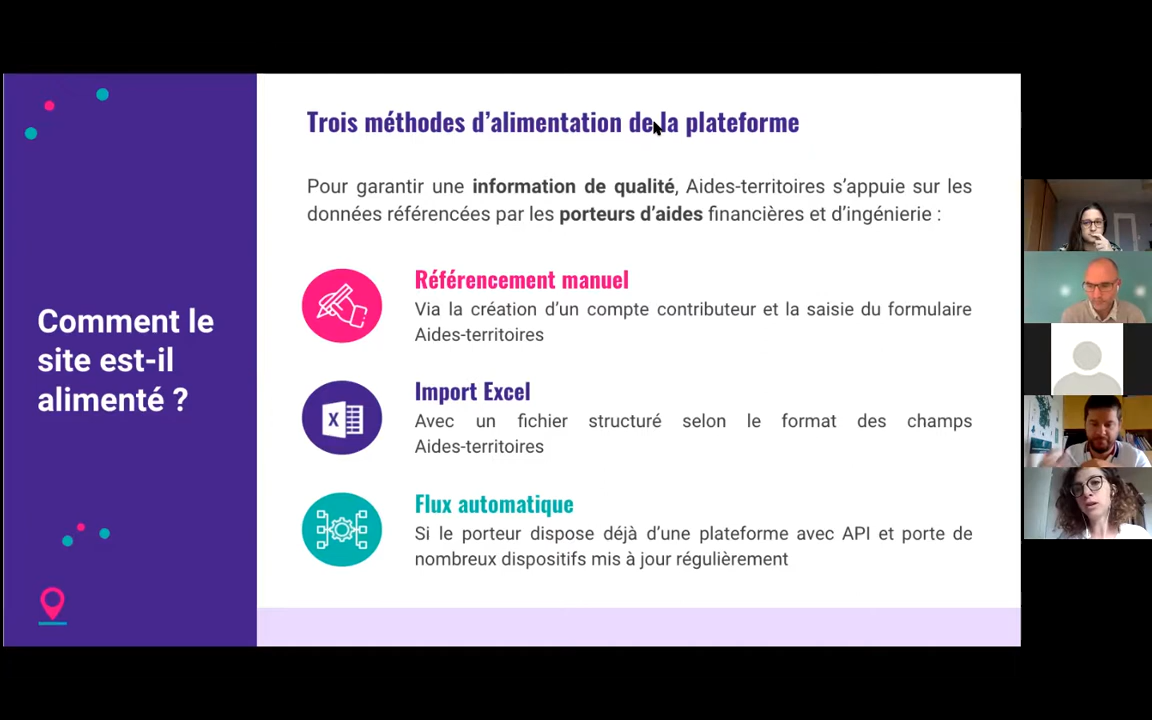 Comment le
site est-il
alimenté ?
Trois méthodes d’alimentation de la plateforme
Pour garantir une information de qualité, Aides-territoires s’appuie sur les
données référencées par les porteurs d’aides financières et d’ingénierie :
Référencement manuel
Via la création d’un compte contributeur et la saisie du formulaire
Aides-territoires
Import Excel
Avec un fichier structuré selon le format des champs
Aides-territoires
Flux automatique
Si le porteur dispose déjà d’une plateforme avec API et porte de
nombreux dispositifs mis à jour régulièrement
X